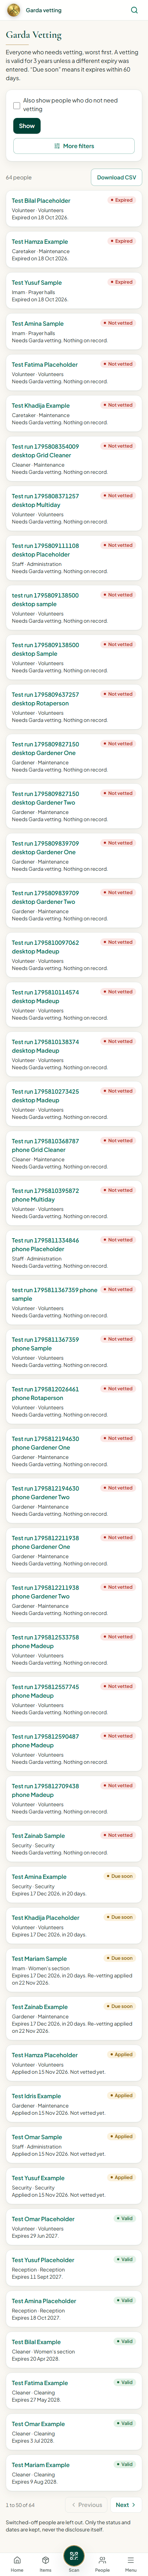 Garda vetting
Garda Vetting
Everyone who needs vetting, worst first. A vetting
is valid for 3 years unless a different expiry was
entered. "Due soon" means it expires within 60
days.
Also show people who do not need
vetting
Show
More filters
64 people
Download CSV
Test Bilal Placeholder
Expired
Volunteer · Volunteers
Expired on 18 Oct 2026.
Test Hamza Example
Expired
Caretaker · Maintenance
Expired on 18 Oct 2026.
Test Yusuf Sample
Expired
Imam · Prayer halls
Expired on 18 Oct 2026.
Test Amina Sample
Not vetted
Imam · Prayer halls
Needs Garda vetting. Nothing on record.
Test Fatima Placeholder
Not vetted
Volunteer · Volunteers
Needs Garda vetting. Nothing on record.
Test Khadija Example
Not vetted
Caretaker · Maintenance
Needs Garda vetting. Nothing on record.
Test run 1795808354009
Not vetted
desktop Grid Cleaner
Cleaner · Maintenance
Needs Garda vetting. Nothing on record.
Test run 1795808371257
Not vetted
desktop Multiday
Volunteer · Volunteers
Needs Garda vetting. Nothing on record.
Test run 1795809111108
Not vetted
desktop Placeholder
Staff · Administration
Needs Garda vetting. Nothing on record.
test run 1795809138500
Not vetted
desktop sample
Volunteer · Volunteers
Needs Garda vetting. Nothing on record.
Test run 1795809138500
Not vetted
desktop Sample
Volunteer · Volunteers
Needs Garda vetting. Nothing on record.
Test run 1795809637257
Not vetted
desktop Rotaperson
Volunteer · Volunteers
Needs Garda vetting. Nothing on record.
Test run 1795809827150
Not vetted
desktop Gardener One
Gardener · Maintenance
Needs Garda vetting. Nothing on record.
Test run 1795809827150
Not vetted
desktop Gardener Two
Gardener · Maintenance
Needs Garda vetting. Nothing on record.
Test run 1795809839709
Not vetted
desktop Gardener One
Gardener · Maintenance
Needs Garda vetting. Nothing on record.
Test run 1795809839709
Not vetted
desktop Gardener Two
Gardener · Maintenance
Needs Garda vetting. Nothing on record.
Test run 1795810097062
Not vetted
desktop Madeup
Volunteer · Volunteers
Needs Garda vetting. Nothing on record.
Test run 1795810114574
Not vetted
desktop Madeup
Volunteer · Volunteers
Needs Garda vetting. Nothing on record.
Test run 1795810138374
Not vetted
desktop Madeup
Volunteer · Volunteers
Needs Garda vetting. Nothing on record.
Test run 1795810273425
Not vetted
desktop Madeup
Volunteer · Volunteers
Needs Garda vetting. Nothing on record.
Test run 1795810368787
Not vetted
phone Grid Cleaner
Cleaner · Maintenance
Needs Garda vetting. Nothing on record.
Test run 1795810395872
Not vetted
phone Multiday
Volunteer · Volunteers
Needs Garda vetting. Nothing on record.
Test run 1795811334846
Not vetted
phone Placeholder
Staff · Administration
Needs Garda vetting. Nothing on record.
test run 1795811367359 phone
Not vetted
sample
Volunteer · Volunteers
Needs Garda vetting. Nothing on record.
Test run 1795811367359
Not vetted
phone Sample
Volunteer · Volunteers
Needs Garda vetting. Nothing on record.
Test run 1795812026461
Not vetted
phone Rotaperson
Volunteer · Volunteers
Needs Garda vetting. Nothing on record.
Test run 1795812194630
Not vetted
phone Gardener One
Gardener · Maintenance
Needs Garda vetting. Nothing on record.
Test run 1795812194630
Not vetted
phone Gardener Two
Gardener · Maintenance
Needs Garda vetting. Nothing on record.
Test run 1795812211938
Not vetted
phone Gardener One
Gardener · Maintenance
Needs Garda vetting. Nothing on record.
Test run 1795812211938
Not vetted
phone Gardener Two
Gardener · Maintenance
Needs Garda vetting. Nothing on record.
Test run 1795812533758
Not vetted
phone Madeup
Volunteer · Volunteers
Needs Garda vetting. Nothing on record.
Test run 1795812557745
Not vetted
phone Madeup
Volunteer · Volunteers
Needs Garda vetting. Nothing on record.
Test run 1795812590487
Not vetted
phone Madeup
Volunteer · Volunteers
Needs Garda vetting. Nothing on record.
Test run 1795812709438
Not vetted
phone Madeup
Volunteer · Volunteers
Needs Garda vetting. Nothing on record.
Test Zainab Sample
Not vetted
Security · Security
Needs Garda vetting. Nothing on record.
Test Amina Example
Due soon
Security · Security
Expires 17 Dec 2026, in 20 days.
Test Khadija Placeholder
Due soon
Volunteer · Volunteers
Expires 17 Dec 2026, in 20 days.
Test Mariam Sample
Due soon
Imam · Women's section
Expires 17 Dec 2026, in 20 days. Re-vetting applied
on 22 Nov 2026.
Test Zainab Example
Due soon
Gardener · Maintenance
Expires 17 Dec 2026, in 20 days. Re-vetting applied
on 22 Nov 2026.
Test Hamza Placeholder
Applied
Volunteer · Volunteers
Applied on 15 Nov 2026. Not vetted yet.
Test Idris Example
Applied
Gardener · Maintenance
Applied on 15 Nov 2026. Not vetted yet.
Test Omar Sample
Applied
Staff · Administration
Applied on 15 Nov 2026. Not vetted yet.
Test Yusuf Example
Applied
Security · Security
Applied on 15 Nov 2026. Not vetted yet.
Test Omar Placeholder
Valid
Volunteer · Volunteers
Expires 29 Jun 2027.
Test Yusuf Placeholder
Valid
Reception · Reception
Expires 11 Sept 2027.
Test Amina Placeholder
Valid
Reception · Reception
Expires 18 Oct 2027.
Test Bilal Example
Valid
Cleaner · Women's section
Expires 20 Apr 2028.
Test Fatima Example
Valid
Cleaner · Cleaning
Expires 27 May 2028.
Test Omar Example
Valid
Cleaner · Cleaning
Expires 3 Jul 2028.
Test Mariam Example
Valid
Cleaner · Cleaning
Expires 9 Aug 2028.
1 to 50 of 64
Previous
Next
Switched-off people are left out. Only the status and
dates are kept, never the disclosure itself.
Home
Items
Scan
People
Menu